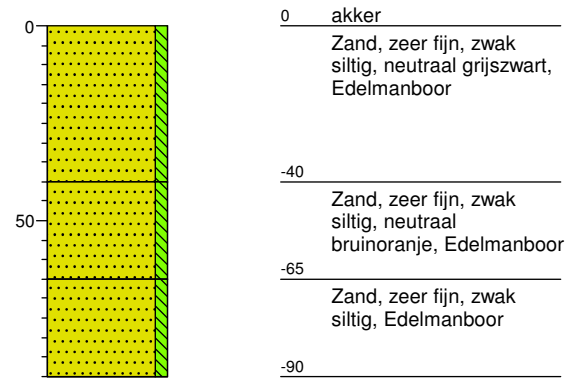 0
50
0 akker
Zand, zeer fijn, zwak
siltig, neutraal grijszwart,
Edelmanboor
-40
Zand, zeer fijn, zwak
siltig, neutraal
bruinoranje, Edelmanboor
-65
Zand, zeer fijn, zwak
siltig, Edelmanboor
-90